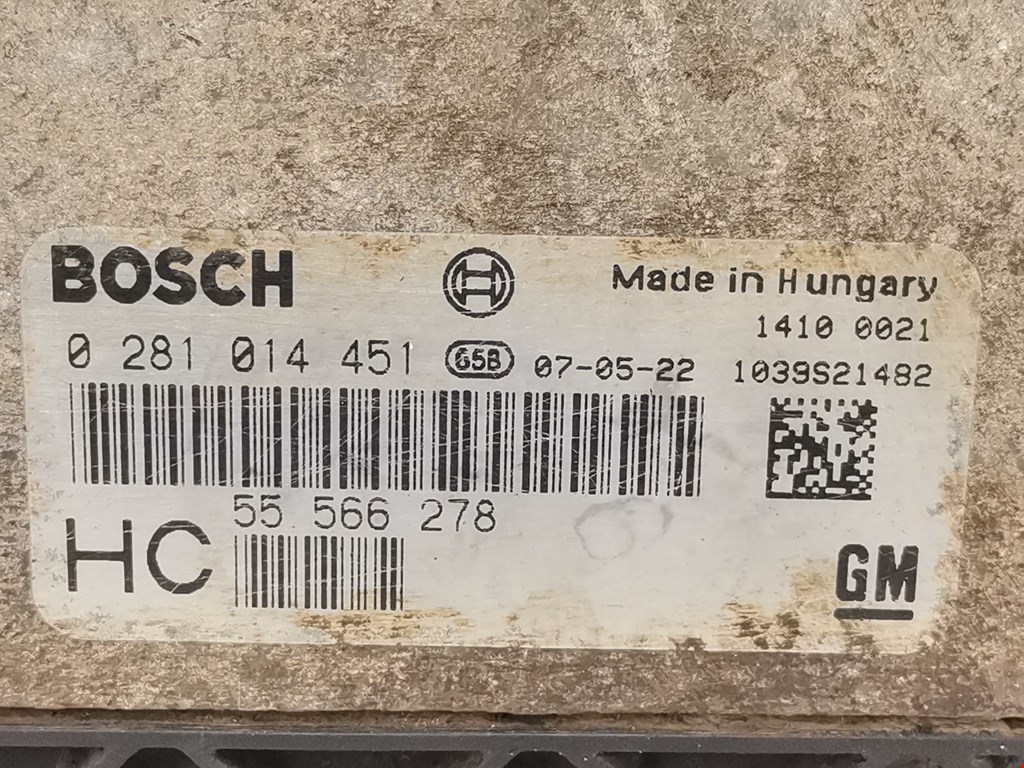 BOSCH
Made in Hungary
1410 0021
0 281 014 451 GSB 07-05-22 1039S21482
55 566 278
HC
GM